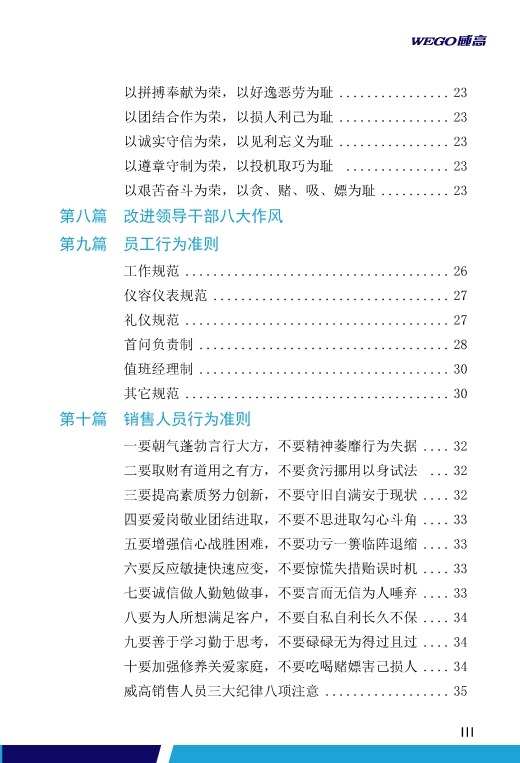 WEGO威高
以拼搏奉献为荣，以好逸恶劳为耻 ................ 23
以团结合作为荣，以损人利己为耻 ................ 23
以诚实守信为荣，以见利忘义为耻 ................ 23
以遵章守制为荣，以投机取巧为耻 ............... 23
以艰苦奋斗为荣，以贪、赌、吸、嫖为耻 .......... 23
第八篇 改进领导干部八大作风
第九篇 员工行为准则
工作规范 ...................................... 26
仪容仪表规范 .................................. 27
礼仪规范 ...................................... 27
首问负责制 .................................... 28
值班经理制 .................................... 30
其它规范 ...................................... 30
第十篇 销售人员行为准则
一要朝气蓬勃言行大方，不要精神萎靡行为失据 .... 32
二要取财有道用之有方，不要贪污挪用以身试法 ... 32
三要提高素质努力创新，不要守旧自满安于现状 .... 32
四要爱岗敬业团结进取，不要不思进取勾心斗角 .... 33
五要增强信心战胜困难，不要功亏一篑临阵退缩 .... 33
六要反应敏捷快速应变，不要惊慌失措贻误时机 .... 33
七要诚信做人勤勉做事，不要言而无信为人唾弃 .... 33
八要为人所想满足客户，不要自私自利长久不保 .... 34
九要善于学习勤于思考，不要碌碌无为得过且过 .... 34
十要加强修养关爱家庭，不要吃喝赌嫖害己损人 .... 34
威高销售人员三大纪律八项注意 .................. 35
III